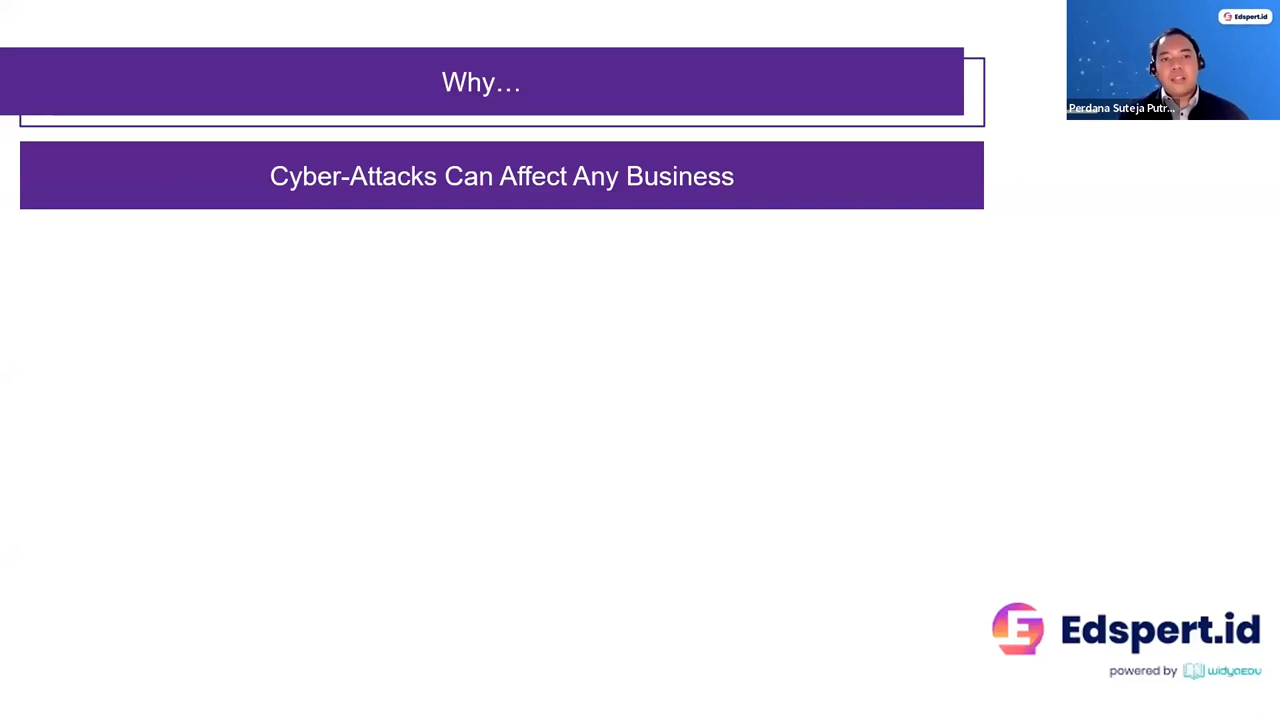 Why…
Edspert.id
Perdana Suteja Putr...
Cyber-Attacks Can Affect Any Business
Edspert.id
powered by WIDYAEDU